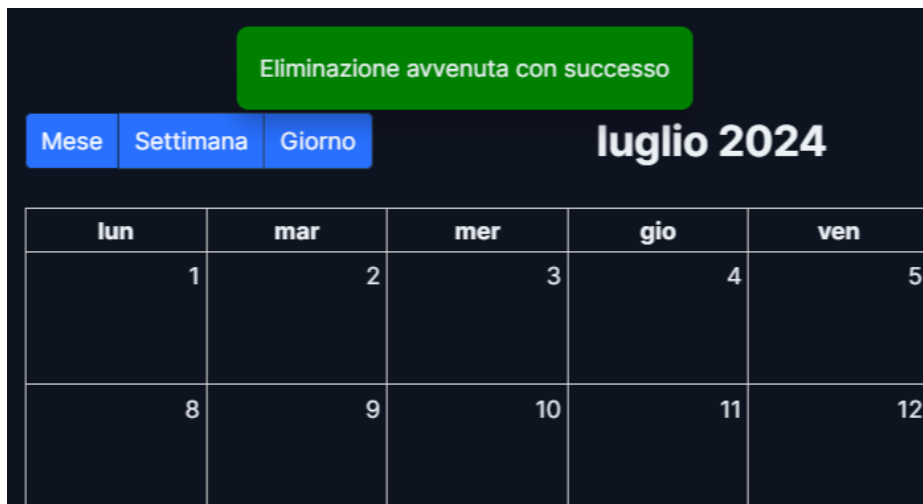 Eliminazione avvenuta con successo
Mese Settimana Giorno luglio 2024
lun mar mer gio ven
1 2 3 4 5
8 9 10 11 12